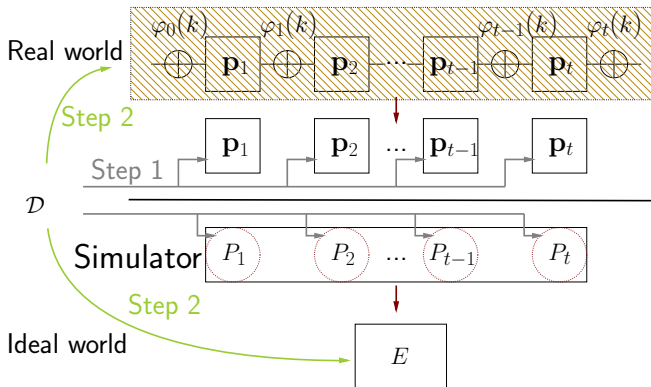 φ₀(k) φ₁(k) φₜ₋₁(k) φₜ(k)
Real world
p₁ p₂ ... pₜ₋₁ pₜ
Step 2
p₁ p₂ ... pₜ₋₁ pₜ
Step 1
𝒟
Simulator P₁ P₂ ... Pₜ₋₁ Pₜ
Step 2
Ideal world
E